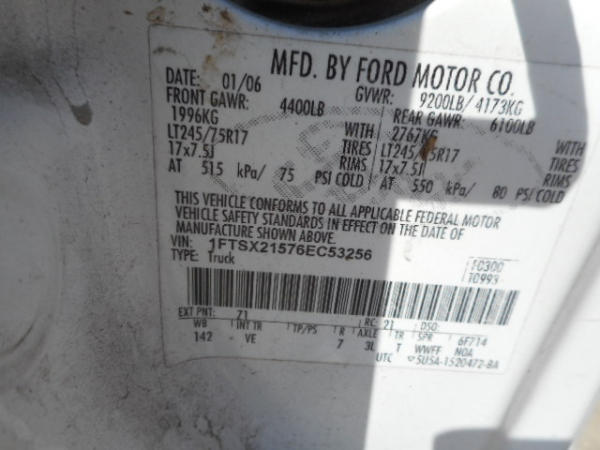 MFD. BY FORD MOTOR CO.
DATE: 01/06 GVWR: 9200LB/ 4173KG
FRONT GAWR: 4400LB REAR GAWR: 6100LB
1996KG WITH 2767KG WITH
LT245/75R17 TIRES LT245/75R17 TIRES
17x7.5J RIMS 17x7.5J RIMS
AT 515 kPa/ 75 PSI COLD AT 550 kPa/ 80 PSI COLD
THIS VEHICLE CONFORMS TO ALL APPLICABLE FEDERAL MOTOR
VEHICLE SAFETY STANDARDS IN EFFECT ON THE DATE OF
MANUFACTURE SHOWN ABOVE.
VIN: 1FTSX21576EC53256
TYPE: Truck
T0300
T0993
EXT PNT: Z1 RC: 21 DSO:
WB INT TR TP/PS R AXLE TR SPR 6F714
142 - VE 7 3L T WWFF NOA
UTC 5U5A-1520472-BA